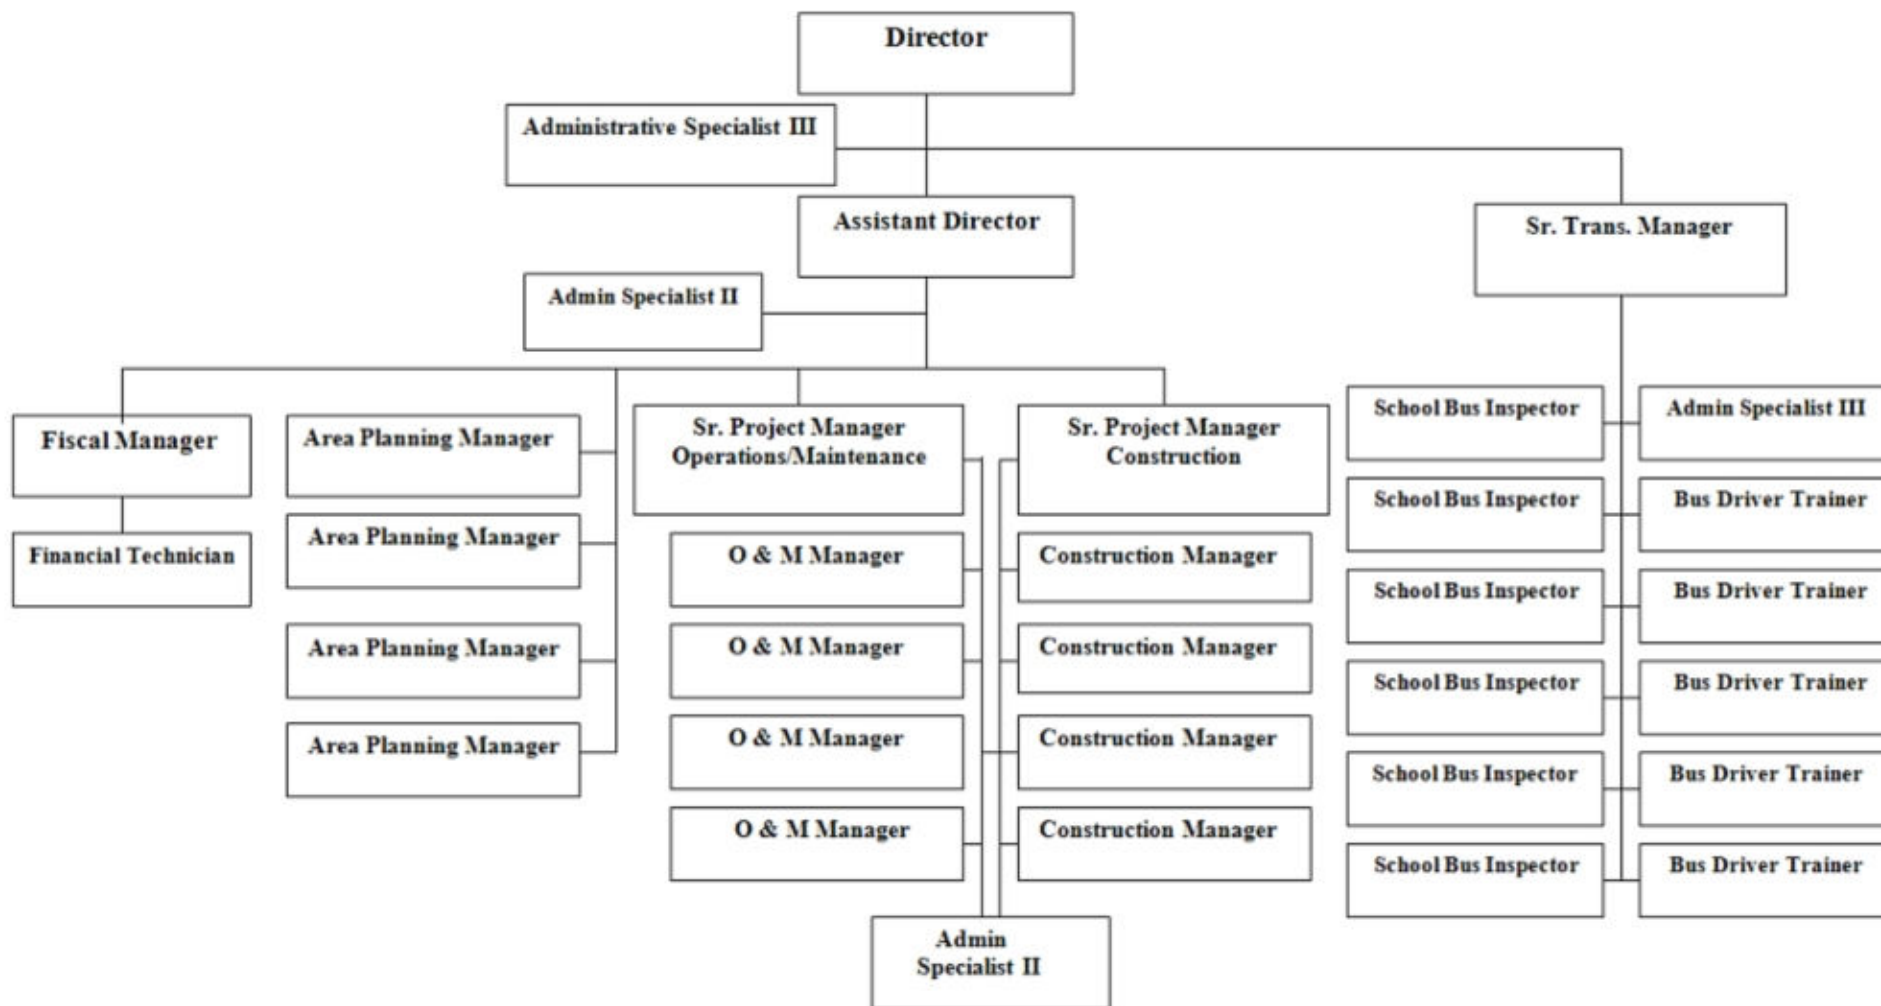 Director
Administrative Specialist III
Assistant Director
Sr. Trans. Manager
Admin Specialist II
Fiscal Manager
Financial Technician
Area Planning Manager
Area Planning Manager
Area Planning Manager
Area Planning Manager
Sr. Project Manager
Operations/Maintenance
O & M Manager
O & M Manager
O & M Manager
O & M Manager
Sr. Project Manager
Construction
Construction Manager
Construction Manager
Construction Manager
Construction Manager
Admin
Specialist II
School Bus Inspector
School Bus Inspector
School Bus Inspector
School Bus Inspector
School Bus Inspector
School Bus Inspector
Admin Specialist III
Bus Driver Trainer
Bus Driver Trainer
Bus Driver Trainer
Bus Driver Trainer
Bus Driver Trainer